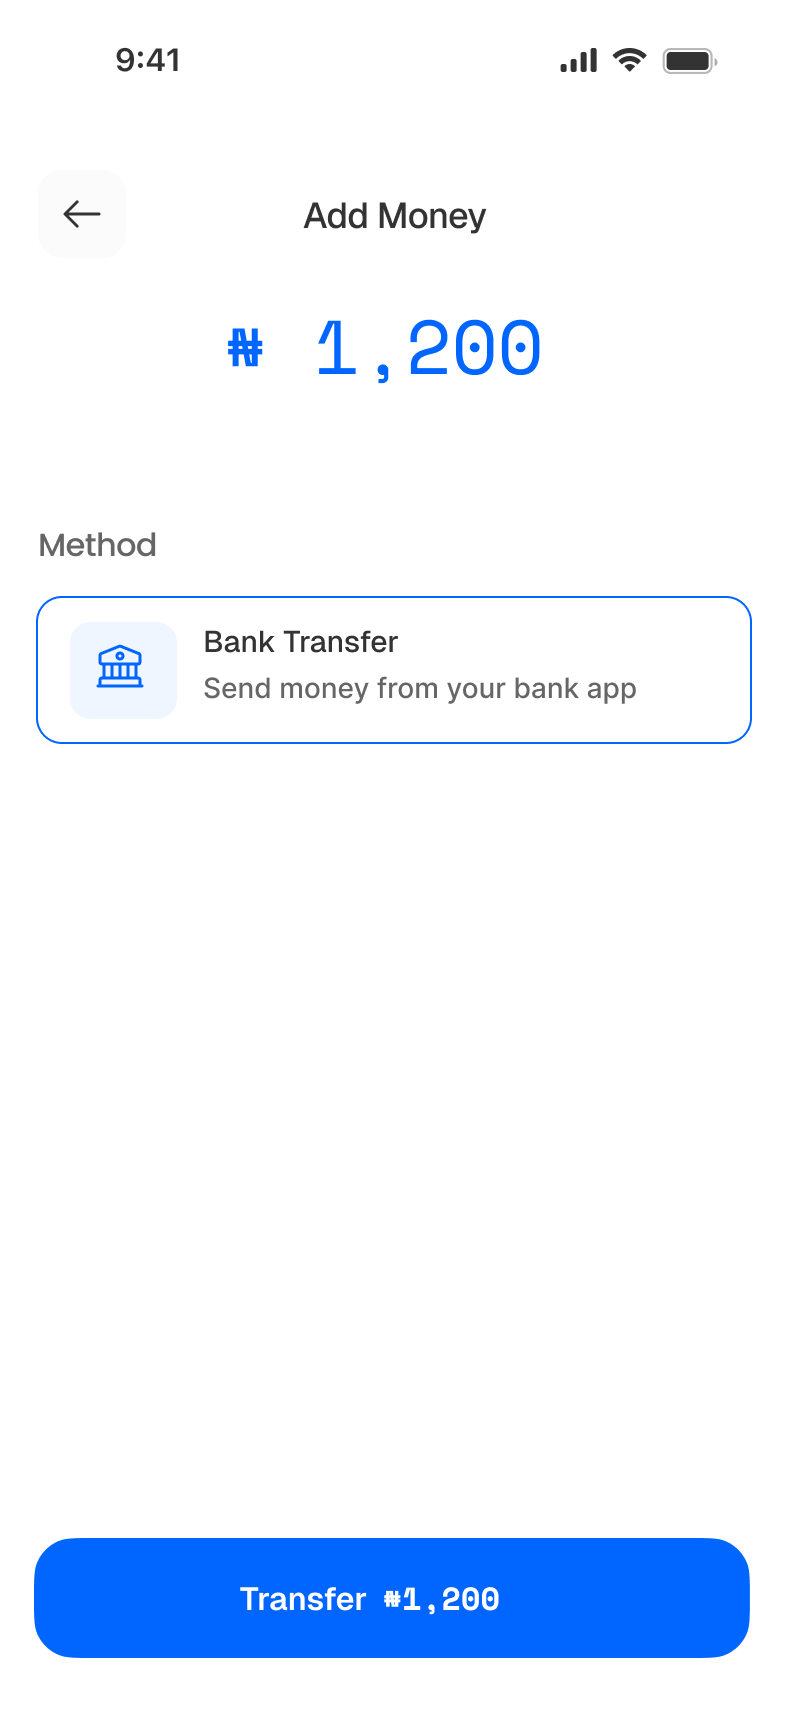 9:41
Add Money
₦ 1,200
Method
Bank Transfer
Send money from your bank app
Transfer ₦1,200